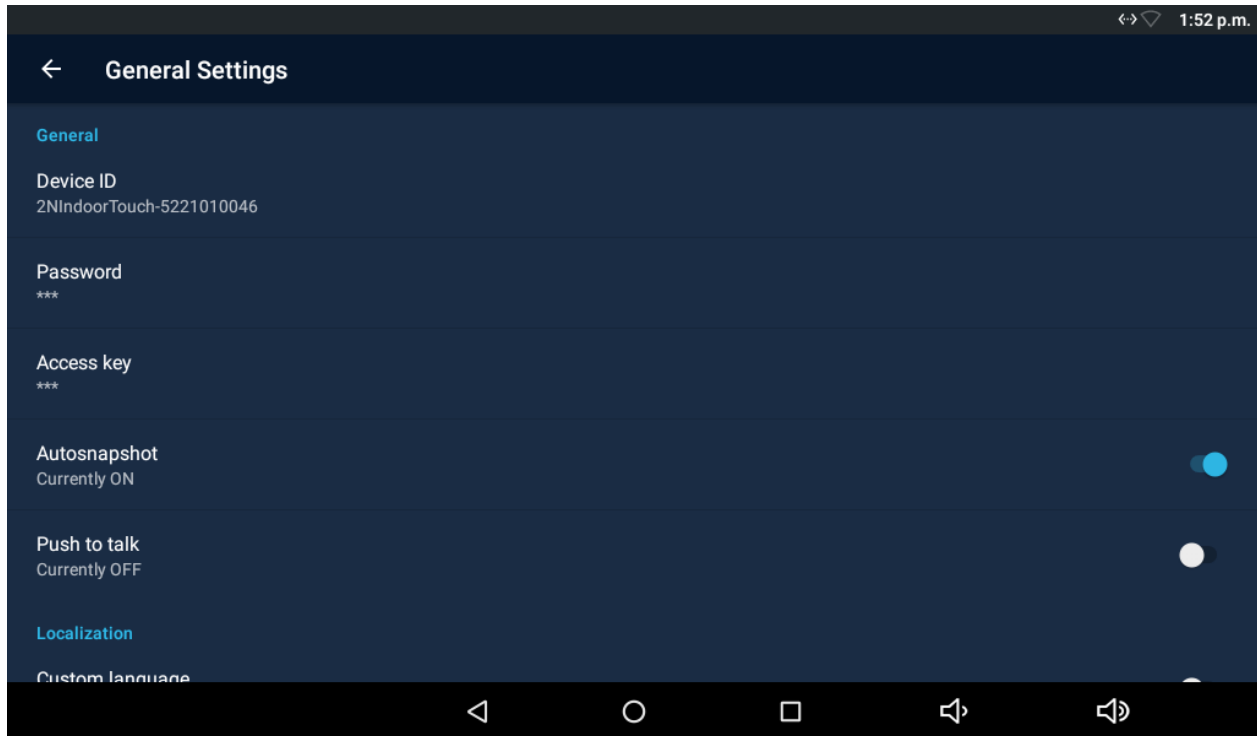 1:52 p.m.
General Settings
General
Device ID
2NIndoorTouch-5221010046
Password
***
Access key
***
Autosnapshot
Currently ON
Push to talk
Currently OFF
Localization
Custom language